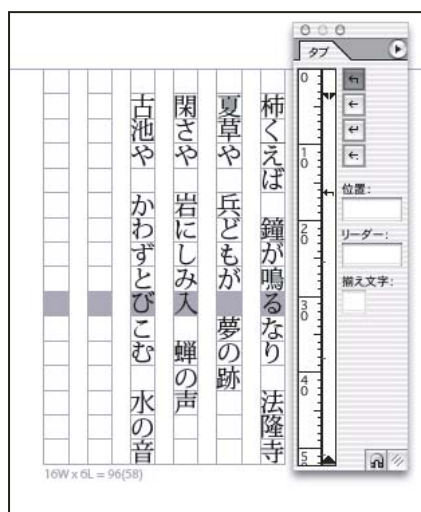 柿くえば　鐘が鳴るなり　法隆寺
夏草や　兵どもが　夢の跡
閑さや　岩にしみ入　蝉の声
古池や　かわずとびこむ　水の音
16W x 6L = 96(58)
タブ
0
10
20
30
40
5
位置：
リーダー：
揃え文字：